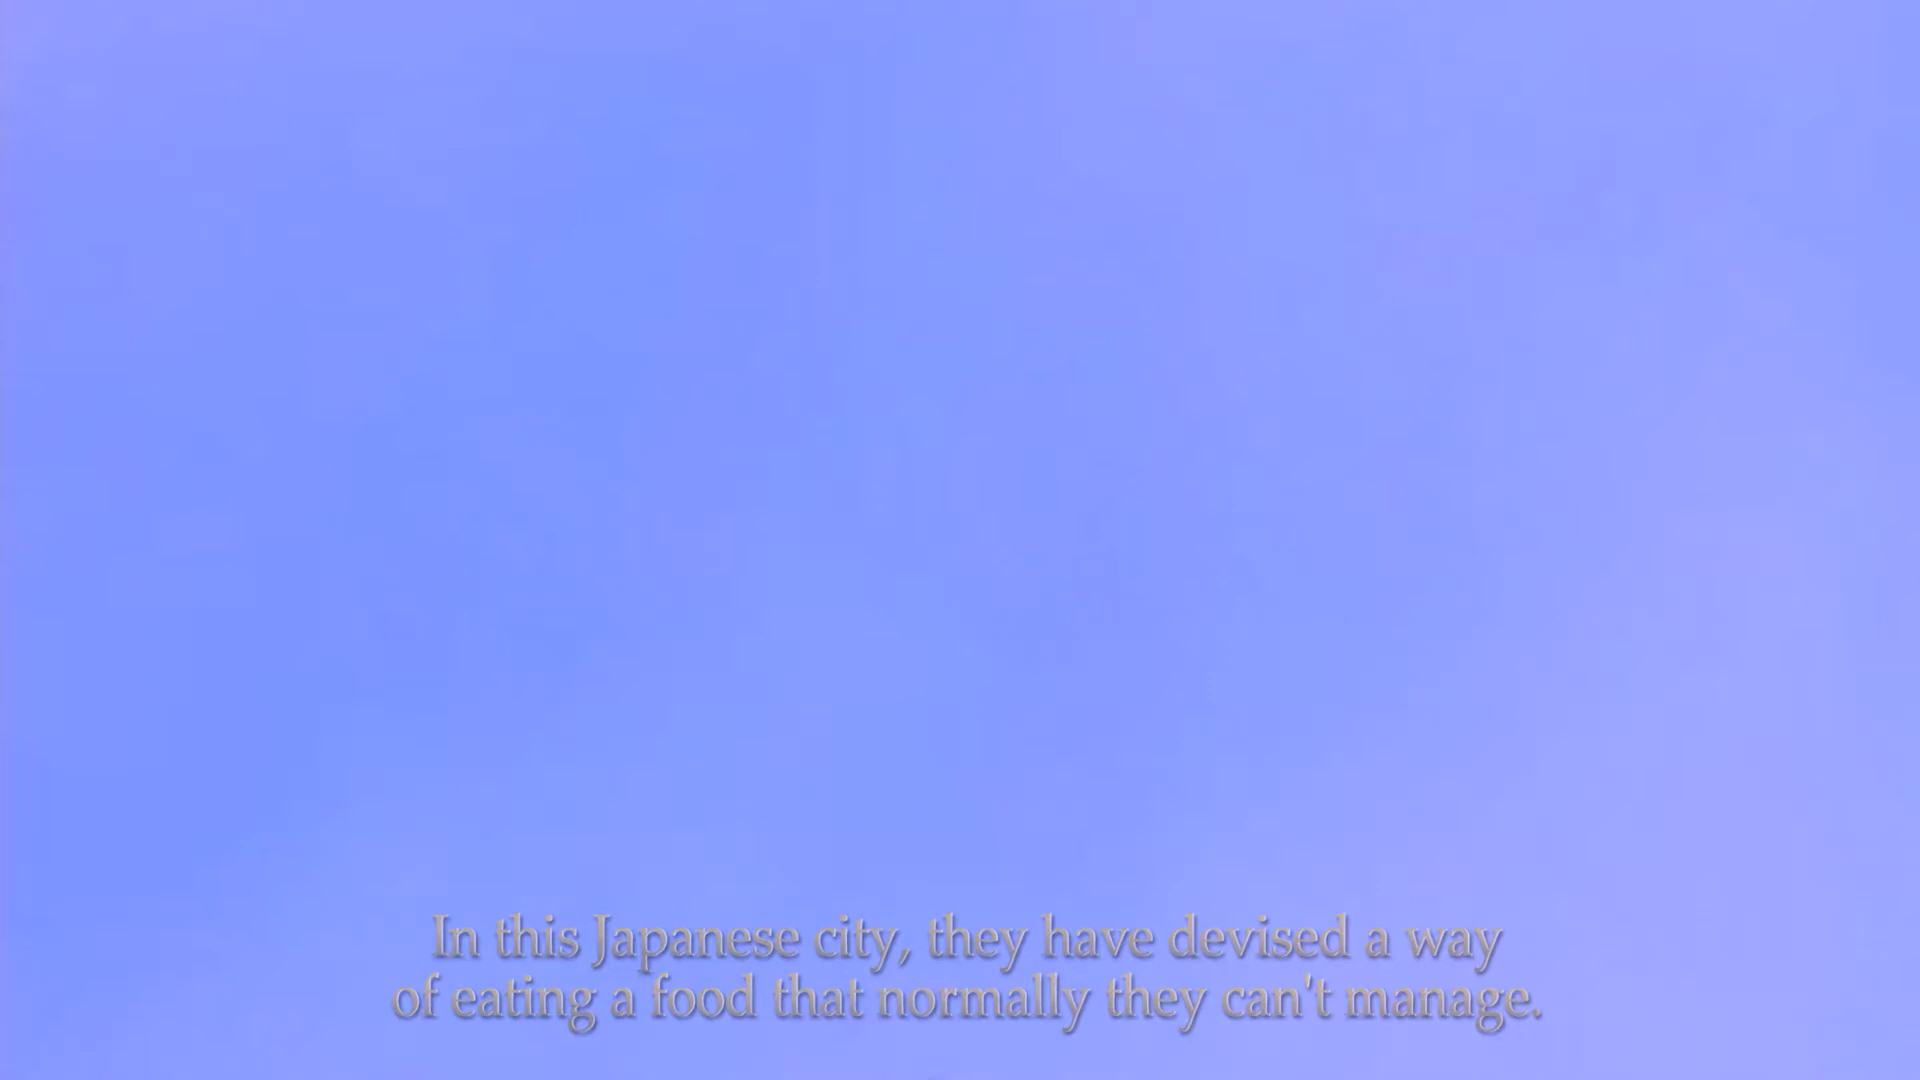 In this Japanese city, they have devised a way
of eating a food that normally they can't manage.